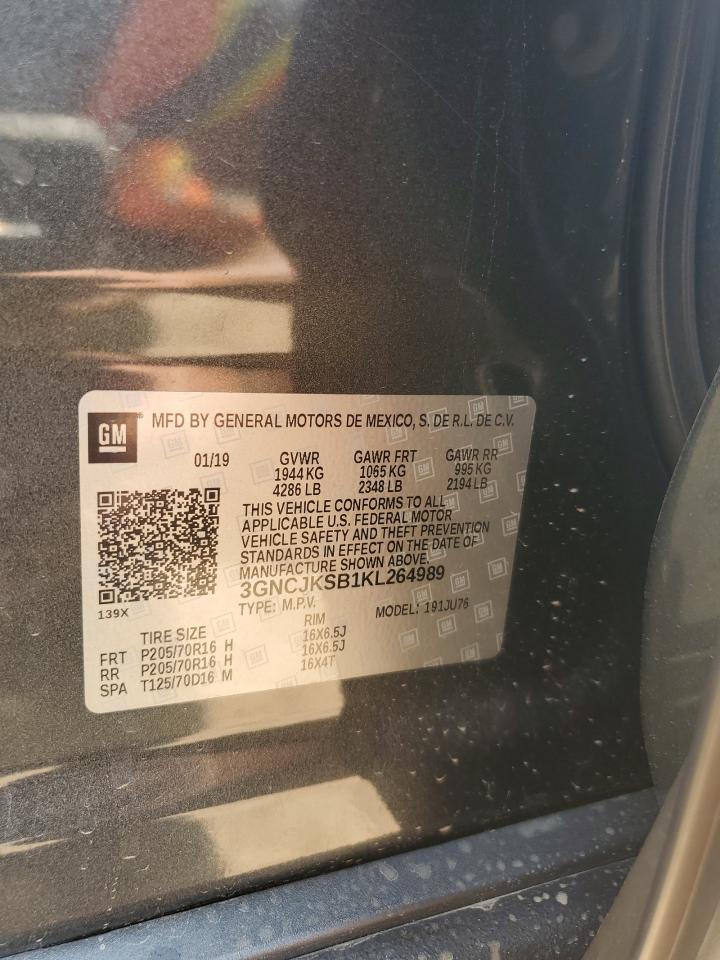 GM
MFD BY GENERAL MOTORS DE MEXICO, S. DE R.L. DE C.V.
01/19 GVWR GAWR FRT GAWR RR
1944 KG 1065 KG 995 KG
4286 LB 2348 LB 2194 LB
THIS VEHICLE CONFORMS TO ALL
APPLICABLE U.S. FEDERAL MOTOR
VEHICLE SAFETY AND THEFT PREVENTION
STANDARDS IN EFFECT ON THE DATE OF
MANUFACTURE SHOWN ABOVE.
3GNCJKSB1KL264989
139X TYPE: M.P.V. MODEL: 191JU76
TIRE SIZE RIM
FRT P205/70R16 H 16X6.5J
RR P205/70R16 H 16X6.5J
SPA T125/70D16 M 16X4T